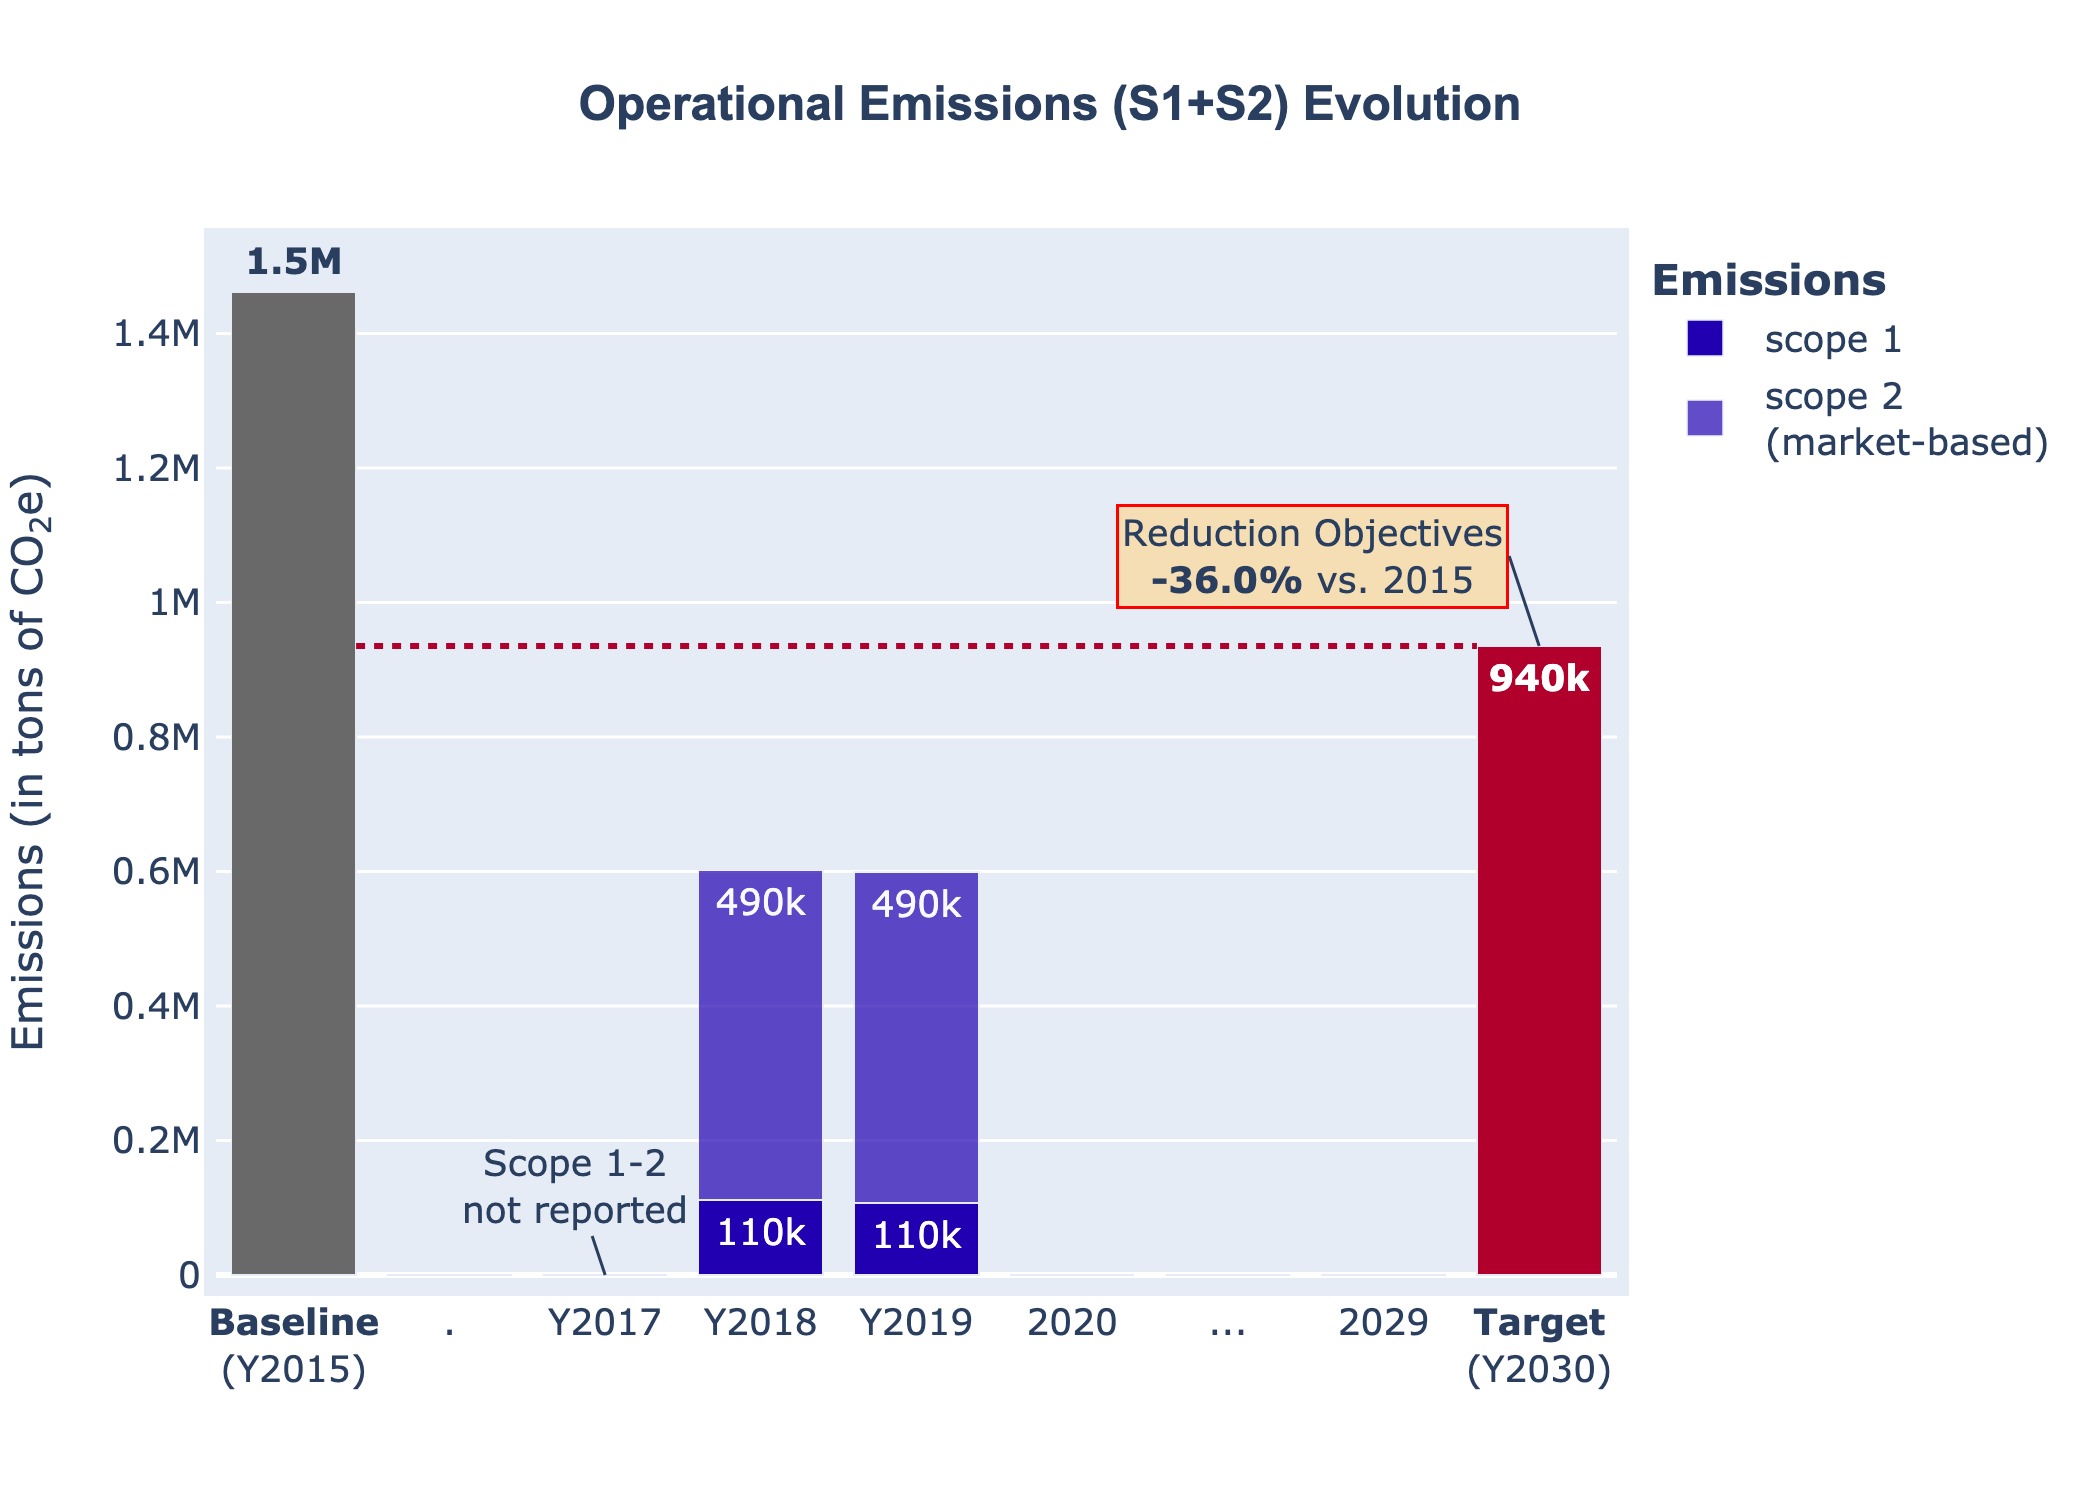 Operational Emissions (S1+S2) Evolution
Emissions (in tons of CO₂e)
1.4M
1.2M
1M
0.8M
0.6M
0.4M
0.2M
0
1.5M
Scope 1-2
not reported
490k
110k
490k
110k
Reduction Objectives
-36.0% vs. 2015
940k
Baseline
(Y2015)
.
Y2017
Y2018
Y2019
2020
...
2029
Target
(Y2030)
Emissions
scope 1
scope 2
(market-based)